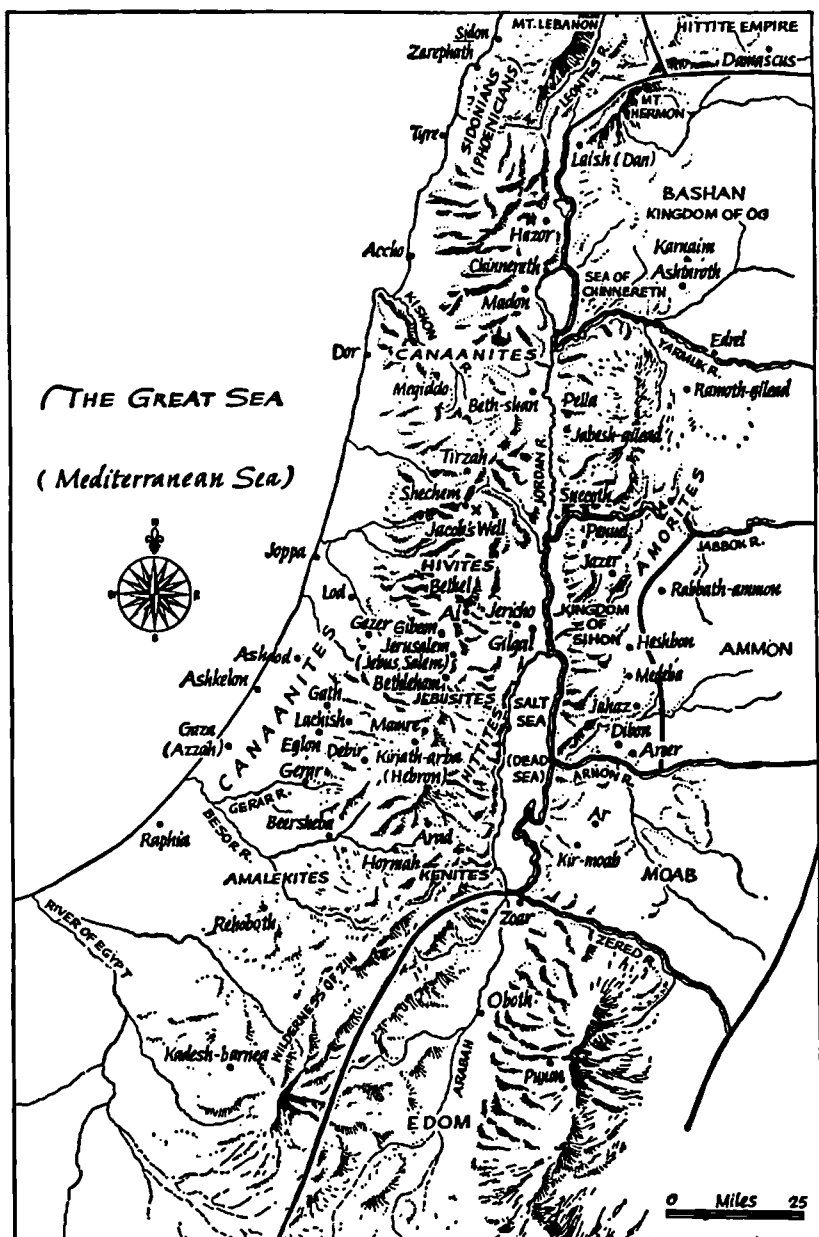 MT. LEBANON
HITTITE EMPIRE
Sidon
Zarephath
Damascus
LEONTES R.
SIDONIANS
(PHOENICIANS)
MT.
HERMON
Tyre
Laish (Dan)
BASHAN
KINGDOM OF OG
Hazor
Karnaim
Ashtaroth
Accho
Chinnereth
SEA OF
CHINNERETH
Madon
KISHON R.
Dor
CANAANITES
Edrei
YARMUK R.
Megiddo
Beth-shan
Pella
Ramoth-gilead
THE GREAT SEA
(Mediterranean Sea)
Jabesh-gilead
Tirzah
JORDAN R.
Shechem
Succoth
Jacob's Well
Penuel
AMORITES
JABBOK R.
Joppa
HIVITES
Jazer
Bethel
Rabbath-ammon
Lod
Ai
Jericho
KINGDOM
OF
SIHON
Gezer
Gibeon
Gilgal
Heshbon
AMMON
Jerusalem
(Jebus, Salem)
Ashdod
Bethlehem
Medeba
Ashkelon
JEBUSITES
CANAANITES
Gath
SALT
SEA
Jahaz
Lachish
Mamre
Dibon
Gaza
(Azzah)
Eglon
Debir
Kirjath-arba
(Hebron)
HITTITES
(DEAD
SEA)
Aroer
Gerar
ARNON R.
GERAR R.
Ar
Beersheba
BESOR R.
Arad
Raphia
Hormah
Kir-moab
AMALEKITES
KENITES
MOAB
Rehoboth
Zoar
RIVER OF EGYPT
ZERED R.
WILDERNESS OF ZIN
Oboth
Kadesh-barnea
ARABAH
Punon
EDOM
0 Miles 25